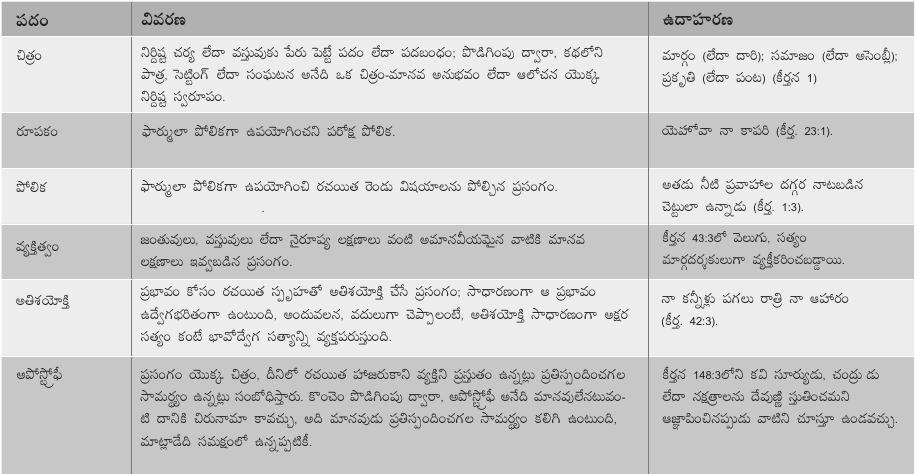 పదం వివరణ ఉదాహరణ
చిత్రం
నిర్దిష్ట చర్య లేదా వస్తువుకు పేరు పెట్టే పదం లేదా పదబంధం; పొడిగింపు ద్వారా, కథలోని
పాత్ర, సెట్టింగ్ లేదా సంఘటన అనేది ఒక చిత్రం-మానవ అనుభవం లేదా ఆలోచన యొక్క
నిర్దిష్ట స్వరూపం.
మార్గం (లేదా దారి); సమాజం (లేదా అసెంబ్లీ);
ప్రకృతి (లేదా పంట) (కీర్తన 1)
రూపకం
ఫార్ములా పోలికగా ఉపయోగించని పరోక్ష పోలిక.
యెహోవా నా కాపరి (కీర్త. 23:1).
పోలిక
ఫార్ములా పోలికగా ఉపయోగించి రచయిత రెండు విషయాలను పోల్చిన ప్రసంగం.
.
అతడు నీటి ప్రవాహాల దగ్గర నాటబడిన
చెట్టులా ఉన్నాడు (కీర్త. 1:3).
వ్యక్తిత్వం
జంతువులు, వస్తువులు లేదా నైరూప్య లక్షణాలు వంటి అమానవీయమైన వాటికి మానవ
లక్షణాలు ఇవ్వబడిన ప్రసంగం.
కీర్తన 43:3లో వెలుగు, సత్యం
మార్గదర్శకులుగా వ్యక్తీకరించబడ్డాయి.
అతిశయోక్తి
ప్రభావం కోసం రచయిత స్పృహతో అతిశయోక్తి చేసే ప్రసంగం; సాధారణంగా ఆ ప్రభావం
ఉద్వేగభరితంగా ఉంటుంది, అందువలన, వదులుగా చెప్పాలంటే, అతిశయోక్తి సాధారణంగా అక్షర
సత్యం కంటే భావోద్వేగ సత్యాన్ని వ్యక్తపరుస్తుంది.
నా కన్నీళ్లు పగలు రాత్రి నా ఆహారం
(కీర్త. 42:3).
అపోస్ట్రోఫీ
ప్రసంగం యొక్క చిత్రం, దీనిలో రచయిత హాజరుకాని వ్యక్తిని ప్రస్తుతం ఉన్నట్లు ప్రతిస్పందించగల
సామర్థ్యం ఉన్నట్లు సంబోధిస్తారు. కొంచెం పొడిగింపు ద్వారా, అపోస్ట్రోఫీ అనేది మానవులేనటువం-
టి దానికి చిరునామా కావచ్చు, అది మానవుడు ప్రతిస్పందించగల సామర్థ్యం కలిగి ఉంటుంది,
మాట్లాడేది సమక్షంలో ఉన్నప్పటికీ.
కీర్తన 148:3లోని కవి సూర్యుడు, చంద్రుడు
లేదా నక్షత్రాలను దేవుణ్ణి స్తుతించమని
ఆజ్ఞాపించినప్పుడు వాటిని చూస్తూ ఉండవచ్చు.